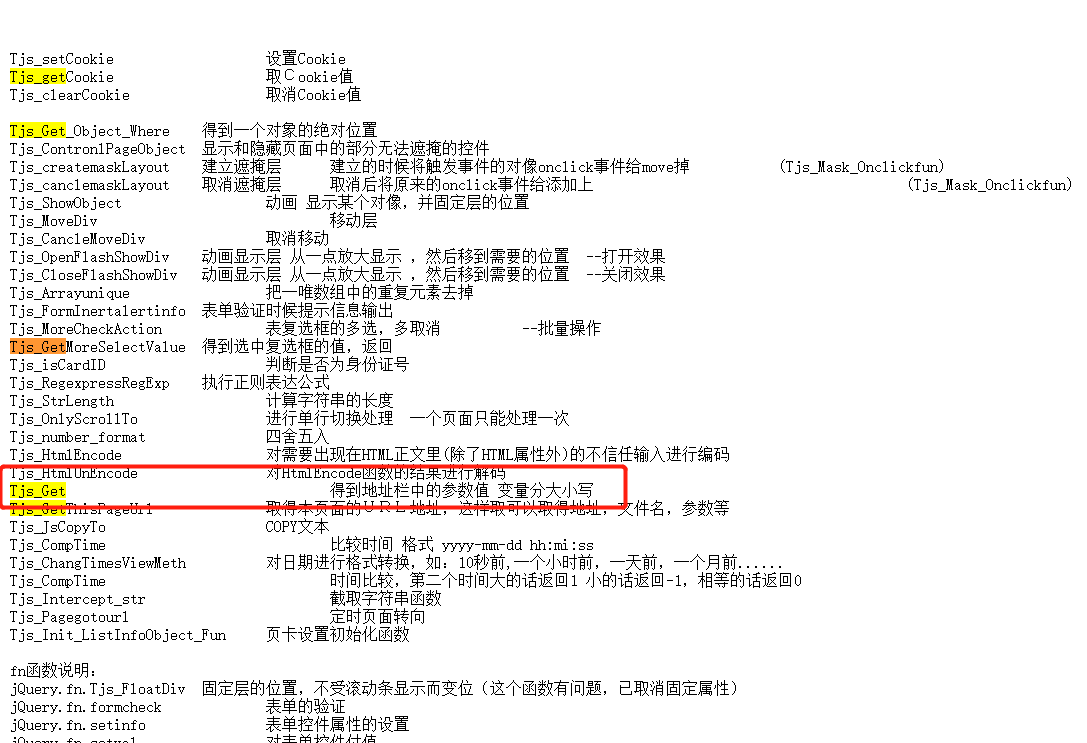 Tjs_setCookie 设置Cookie
Tjs_getCookie 取Ｃookie值
Tjs_clearCookie 取消Cookie值
Tjs_Get_Object_Where 得到一个对象的绝对位置
Tjs_Contron1PageObject 显示和隐藏页面中的部分无法遮掩的控件
Tjs_createmaskLayout 建立遮掩层 建立的时候将触发事件的对像onclick事件给move掉 (Tjs_Mask_Onclickfun)
Tjs_canclemaskLayout 取消遮掩层 取消后将原来的onclick事件给添加上 (Tjs_Mask_Onclickfun)
Tjs_ShowObject 动画 显示某个对像，并固定层的位置
Tjs_MoveDiv 移动层
Tjs_CancleMoveDiv 取消移动
Tjs_OpenFlashShowDiv 动画显示层 从一点放大显示 ，然后移到需要的位置 --打开效果
Tjs_CloseFlashShowDiv 动画显示层 从一点放大显示 ，然后移到需要的位置 --关闭效果
Tjs_Arrayunique 把一唯数组中的重复元素去掉
Tjs_FormInertalertinfo 表单验证时候提示信息输出
Tjs_MoreCheckAction 表复选框的多选，多取消 --批量操作
Tjs_GetMoreSelectValue 得到选中复选框的值，返回
Tjs_isCardID 判断是否为身份证号
Tjs_RegexpressRegExp 执行正则表达公式
Tjs_StrLength 计算字符串的长度
Tjs_OnlyScrollTo 进行单行切换处理 一个页面只能处理一次
Tjs_number_format 四舍五入
Tjs_HtmlEncode 对需要出现在HTML正文里(除了HTML属性外)的不信任输入进行编码
Tjs_HtmlUnEncode 对HtmlEncode函数的结果进行解码
Tjs_Get 得到地址栏中的参数值 变量分大小写
Tjs_GetThisPageUrl 取得本页面的ＵＲＬ地址，这样取可以取得地址，文件名，参数等
Tjs_JsCopyTo COPY文本
Tjs_CompTime 比较时间 格式 yyyy-mm-dd hh:mi:ss
Tjs_ChangTimesViewMeth 对日期进行格式转换，如：10秒前,一个小时前，一天前，一个月前......
Tjs_CompTime 时间比较，第二个时间大的话返回1 小的话返回-1，相等的话返回0
Tjs_Intercept_str 截取字符串函数
Tjs_Pagegotourl 定时页面转向
Tjs_Init_ListInfoObject_Fun 页卡设置初始化函数
fn函数说明：
jQuery.fn.Tjs_FloatDiv 固定层的位置，不受滚动条显示而变位（这个函数有问题，已取消固定属性）
jQuery.fn.formcheck 表单的验证
jQuery.fn.setinfo 表单控件属性的设置
jQuery.fn.setval 对表单控件付值